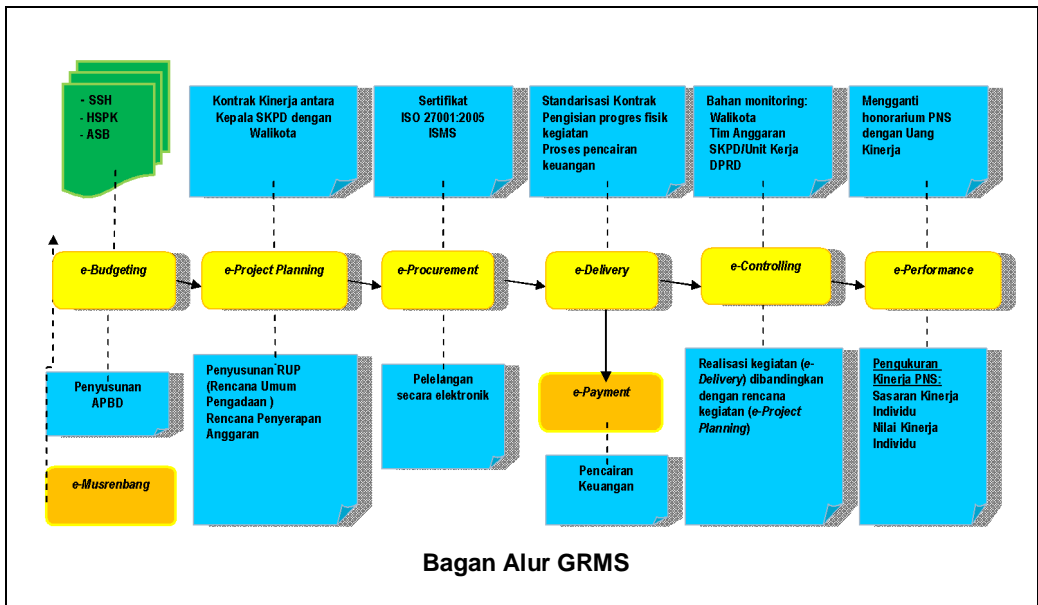 - SSH
- HSPK
- ASB
Kontrak Kinerja antara
Kepala SKPD dengan
Walikota
Sertifikat
ISO 27001:2005
ISMS
Standarisasi Kontrak
Pengisian progres fisik
kegiatan
Proses pencairan
keuangan
Bahan monitoring:
Walikota
Tim Anggaran
SKPD/Unit Kerja
DPRD
Mengganti
honorarium PNS
dengan Uang
Kinerja
e-Budgeting
e-Project Planning
e-Procurement
e-Delivery
e-Controlling
e-Performance
Penyusunan
APBD
Penyusunan RUP
(Rencana Umum
Pengadaan )
Rencana Penyerapan
Anggaran
Pelelangan
secara elektronik
e-Payment
Realisasi kegiatan (e-
Delivery) dibandingkan
dengan rencana
kegiatan (e-Project
Planning)
Pengukuran
Kinerja PNS:
Sasaran Kinerja
Individu
Nilai Kinerja
Individu
e-Musrenbang
Pencairan
Keuangan
Bagan Alur GRMS